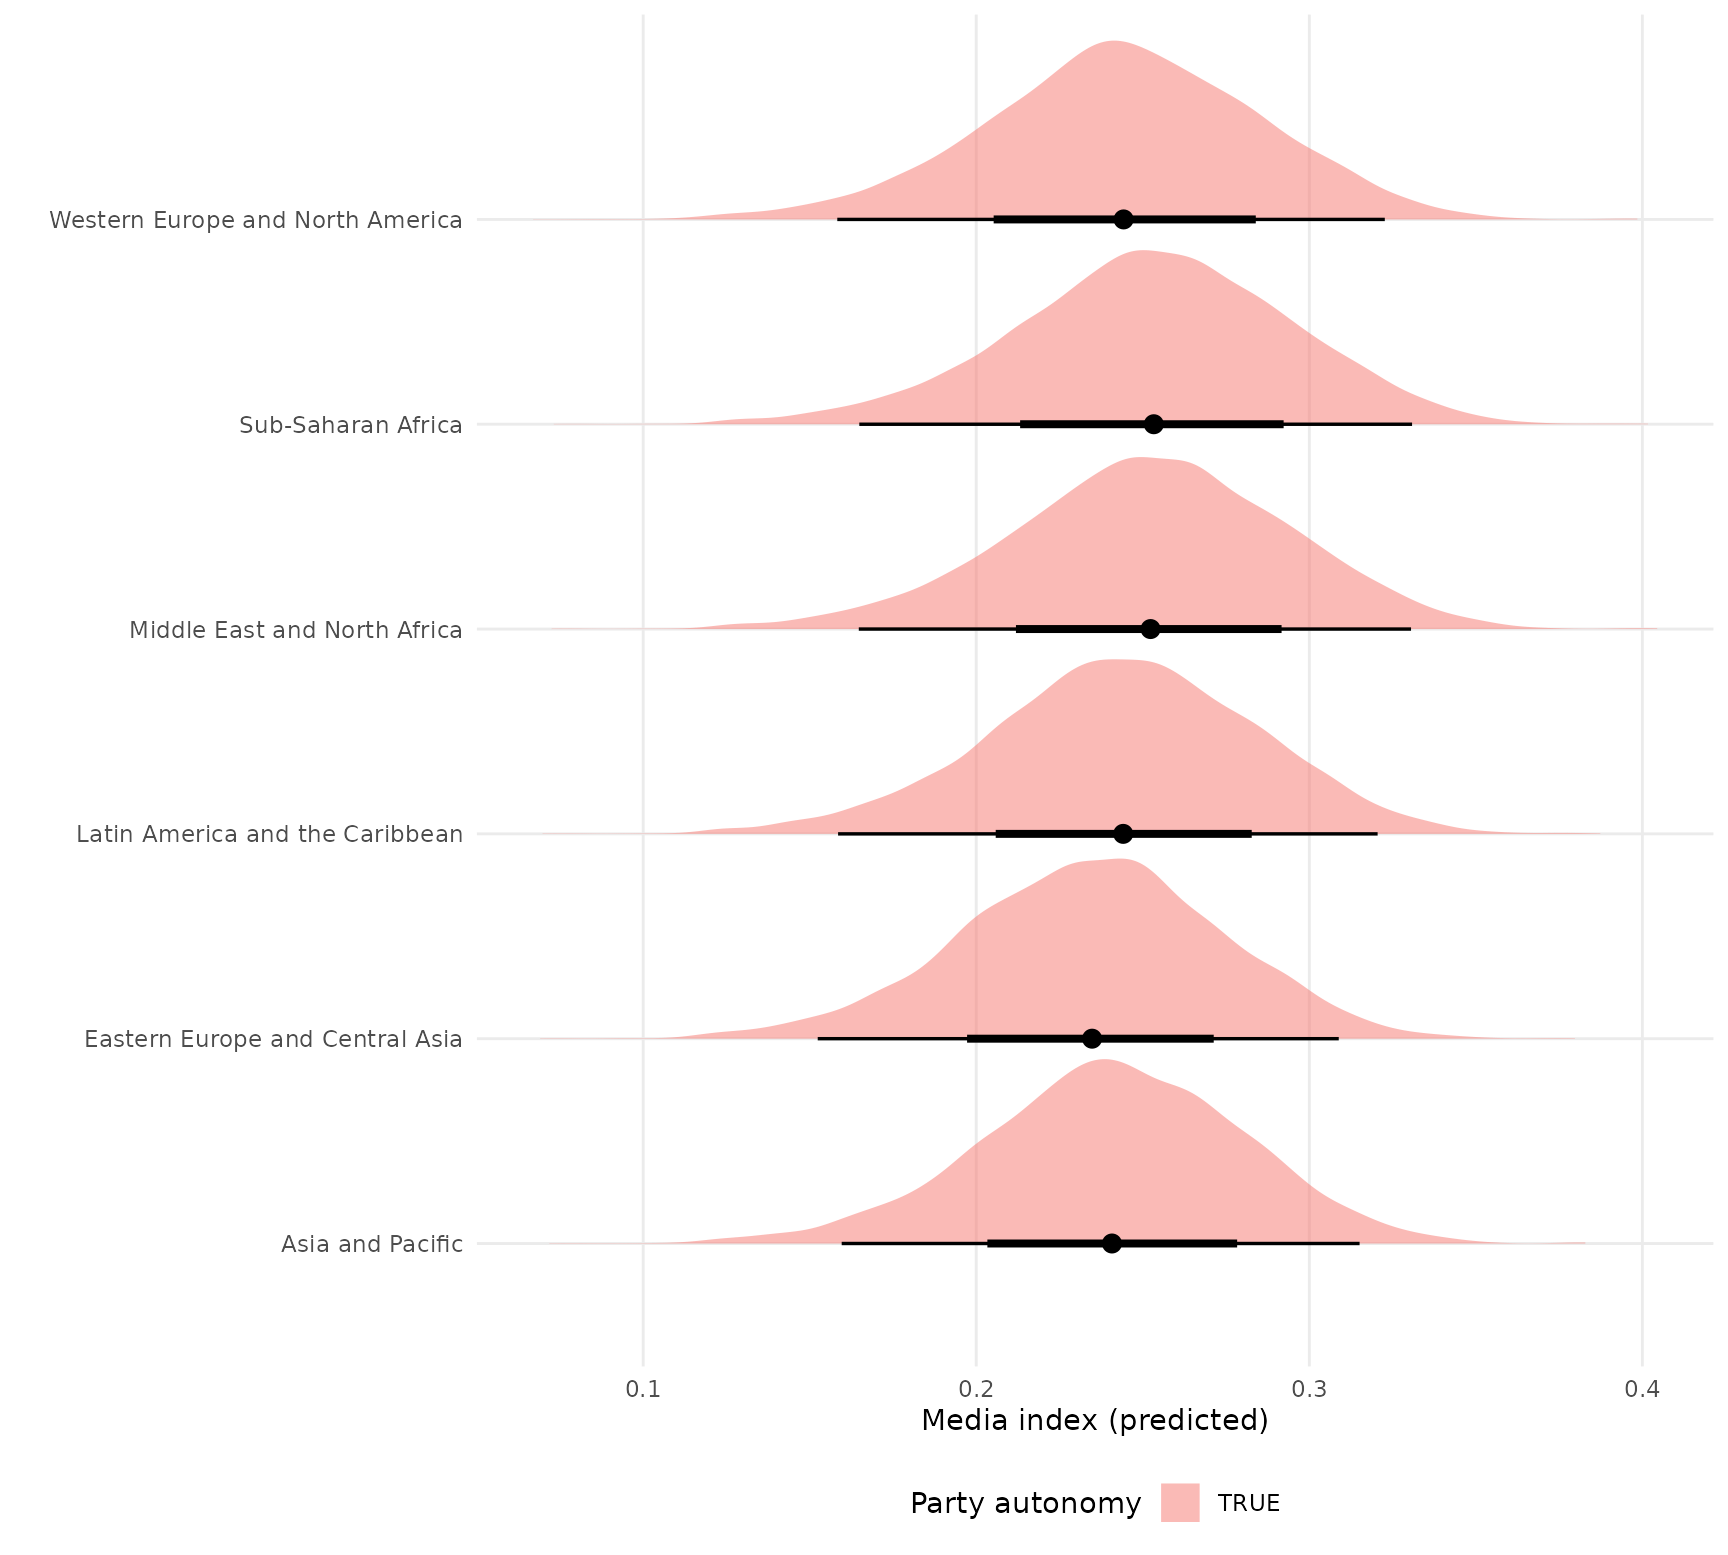 Western Europe and North America
Sub-Saharan Africa
Middle East and North Africa
Latin America and the Caribbean
Eastern Europe and Central Asia
Asia and Pacific
0.1 0.2 0.3 0.4
Media index (predicted)
Party autonomy TRUE